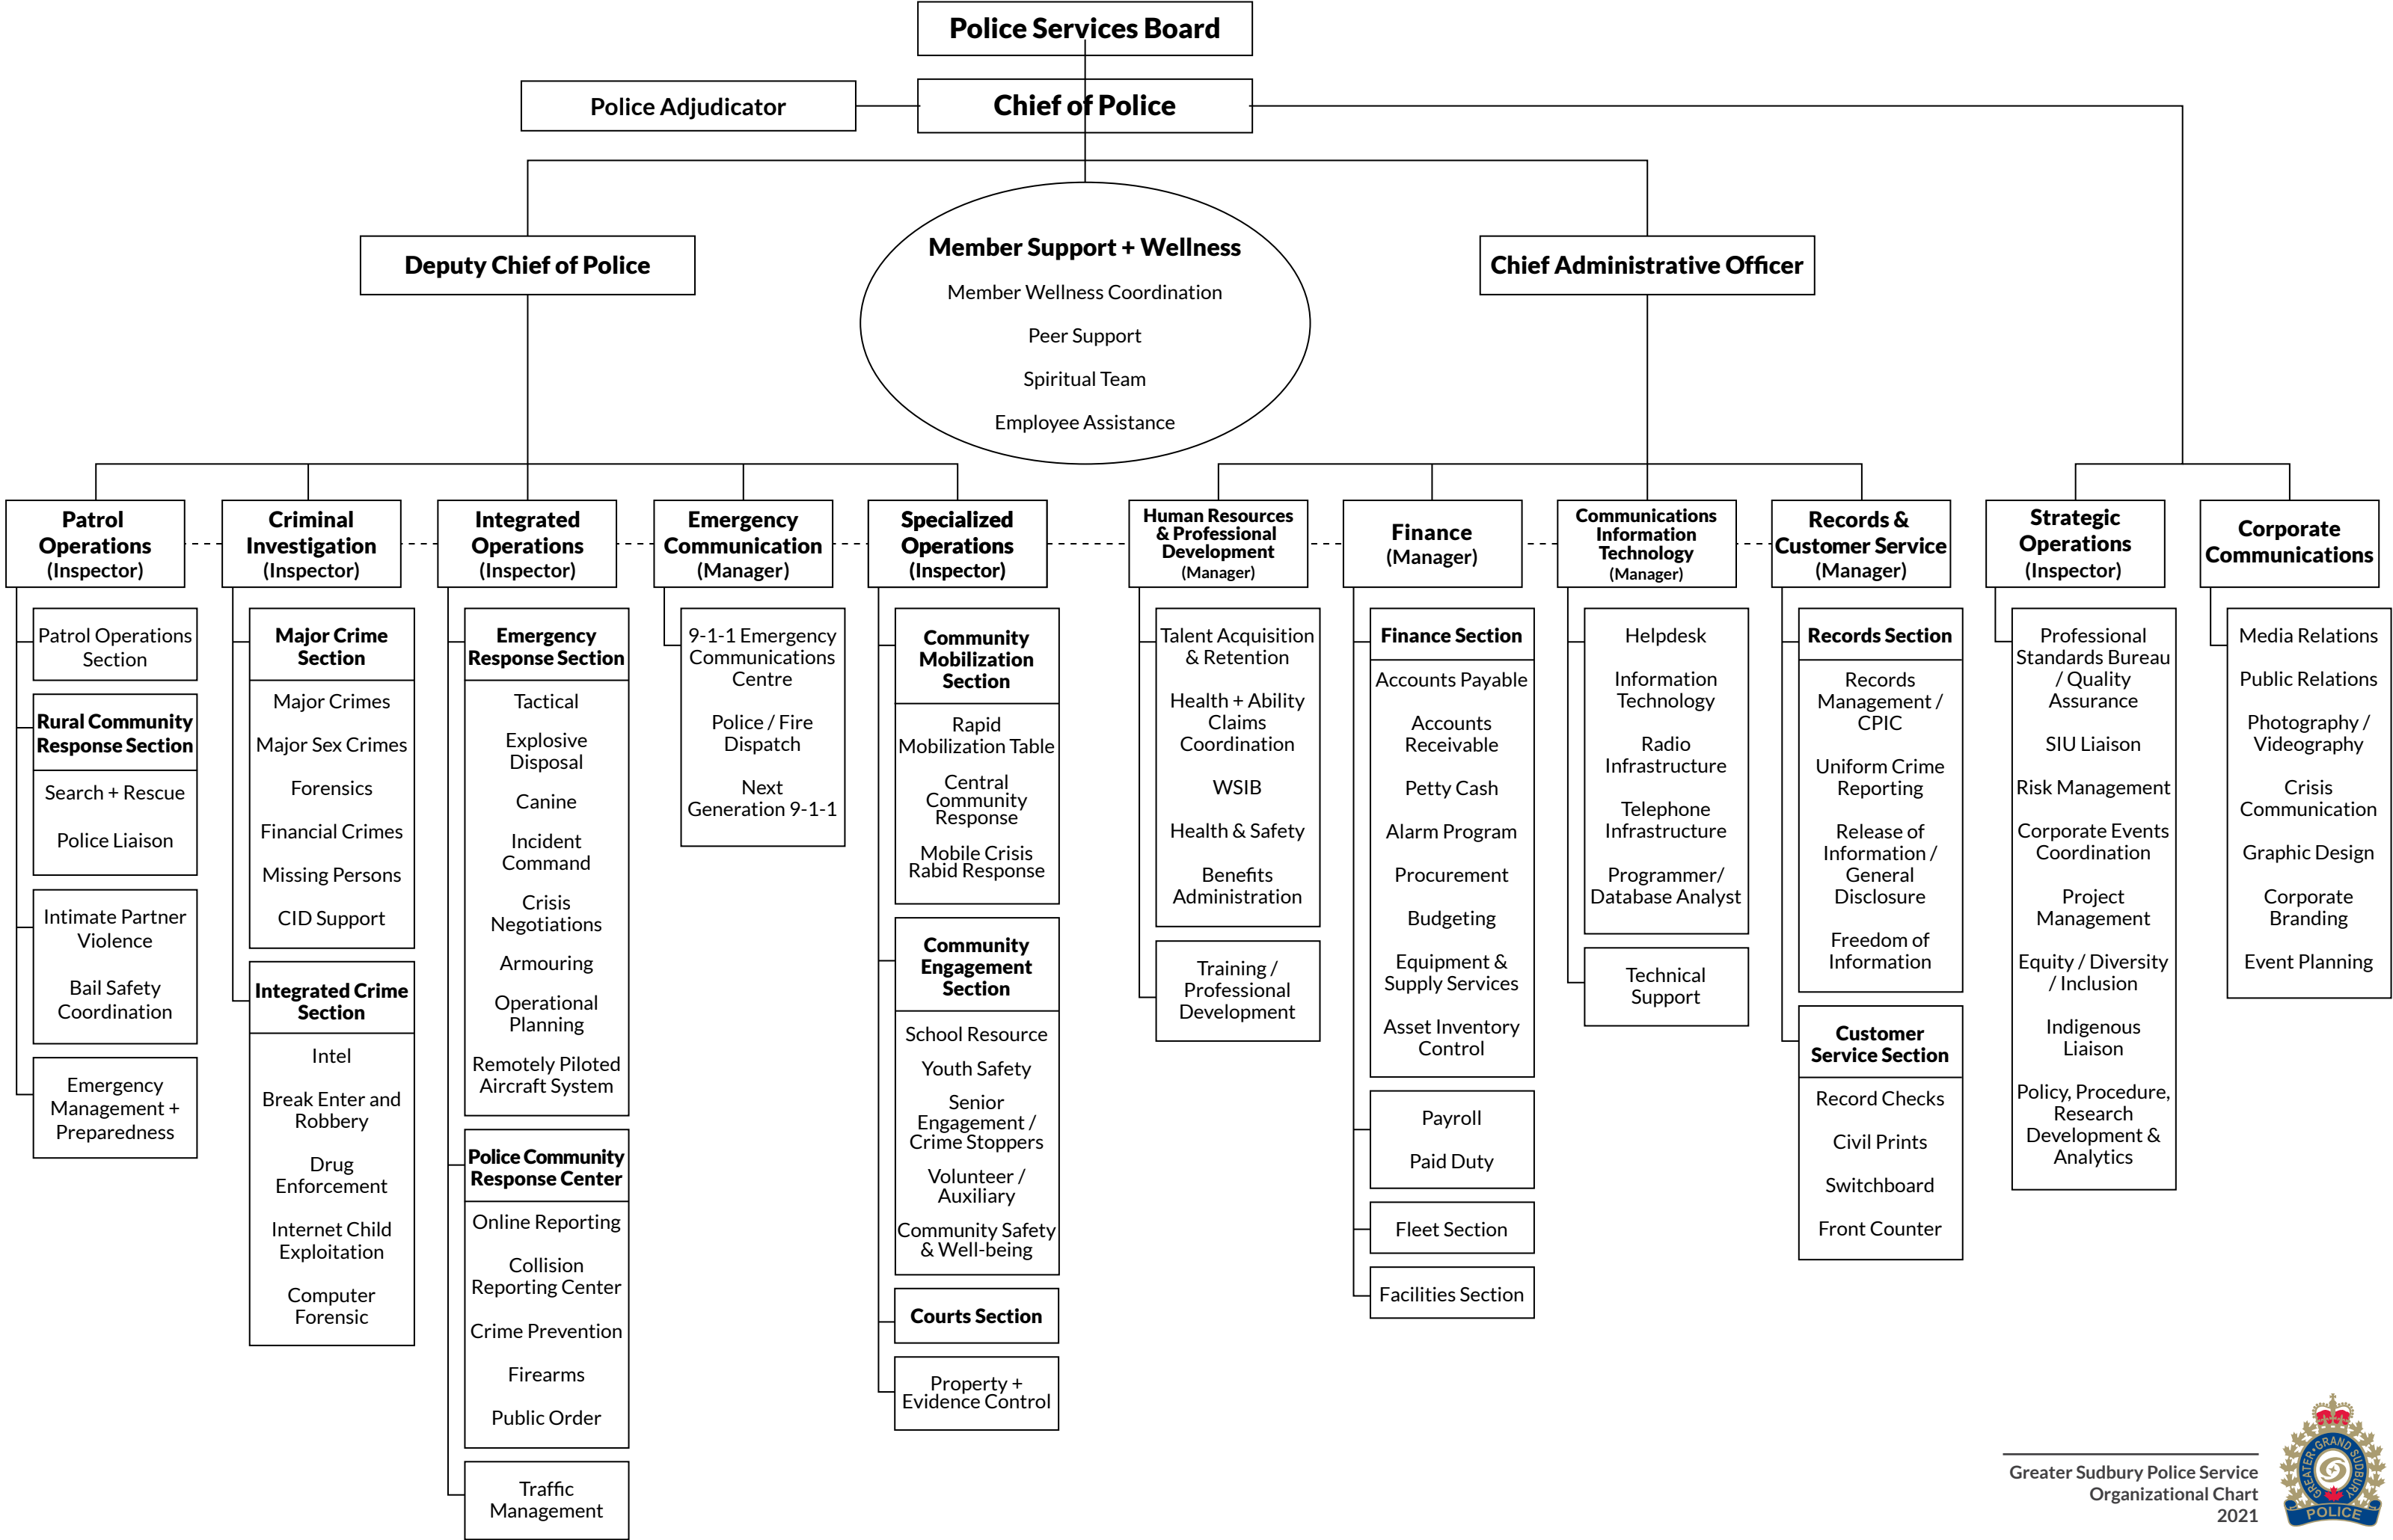 Police Services Board
Police Adjudicator
Chief of Police
Deputy Chief of Police
Member Support + Wellness
Member Wellness Coordination
Peer Support
Spiritual Team
Employee Assistance
Chief Administrative Officer
Patrol
Operations
(Inspector)
Patrol Operations
Section
Rural Community
Response Section
Search + Rescue
Police Liaison
Intimate Partner
Violence
Bail Safety
Coordination
Emergency
Management +
Preparedness
Criminal
Investigation
(Inspector)
Major Crime
Section
Major Crimes
Major Sex Crimes
Forensics
Financial Crimes
Missing Persons
CID Support
Integrated Crime
Section
Intel
Break Enter and
Robbery
Drug
Enforcement
Internet Child
Exploitation
Computer
Forensic
Integrated
Operations
(Inspector)
Emergency
Response Section
Tactical
Explosive
Disposal
Canine
Incident
Command
Crisis
Negotiations
Armouring
Operational
Planning
Remotely Piloted
Aircraft System
Police Community
Response Center
Online Reporting
Collision
Reporting Center
Crime Prevention
Firearms
Public Order
Traffic
Management
Emergency
Communication
(Manager)
9-1-1 Emergency
Communications
Centre
Police / Fire
Dispatch
Next
Generation 9-1-1
Specialized
Operations
(Inspector)
Community
Mobilization
Section
Rapid
Mobilization Table
Central
Community
Response
Mobile Crisis
Rabid Response
Community
Engagement
Section
School Resource
Youth Safety
Senior
Engagement /
Crime Stoppers
Volunteer /
Auxiliary
Community Safety
& Well-being
Courts Section
Property +
Evidence Control
Human Resources
& Professional
Development
(Manager)
Talent Acquisition
& Retention
Health + Ability
Claims
Coordination
WSIB
Health & Safety
Benefits
Administration
Training /
Professional
Development
Finance
(Manager)
Finance Section
Accounts Payable
Accounts
Receivable
Petty Cash
Alarm Program
Procurement
Budgeting
Equipment &
Supply Services
Asset Inventory
Control
Payroll
Paid Duty
Fleet Section
Facilities Section
Communications
Information
Technology
(Manager)
Helpdesk
Information
Technology
Radio
Infrastructure
Telephone
Infrastructure
Programmer/
Database Analyst
Technical
Support
Records &
Customer Service
(Manager)
Records Section
Records
Management /
CPIC
Uniform Crime
Reporting
Release of
Information /
General
Disclosure
Freedom of
Information
Customer
Service Section
Record Checks
Civil Prints
Switchboard
Front Counter
Strategic
Operations
(Inspector)
Professional
Standards Bureau
/ Quality
Assurance
SIU Liaison
Risk Management
Corporate Events
Coordination
Project
Management
Equity / Diversity
/ Inclusion
Indigenous
Liaison
Policy, Procedure,
Research
Development &
Analytics
Corporate
Communications
Media Relations
Public Relations
Photography /
Videography
Crisis
Communication
Graphic Design
Corporate
Branding
Event Planning
Greater Sudbury Police Service
Organizational Chart
2021
GREATER · GRAND SUDBURY
POLICE